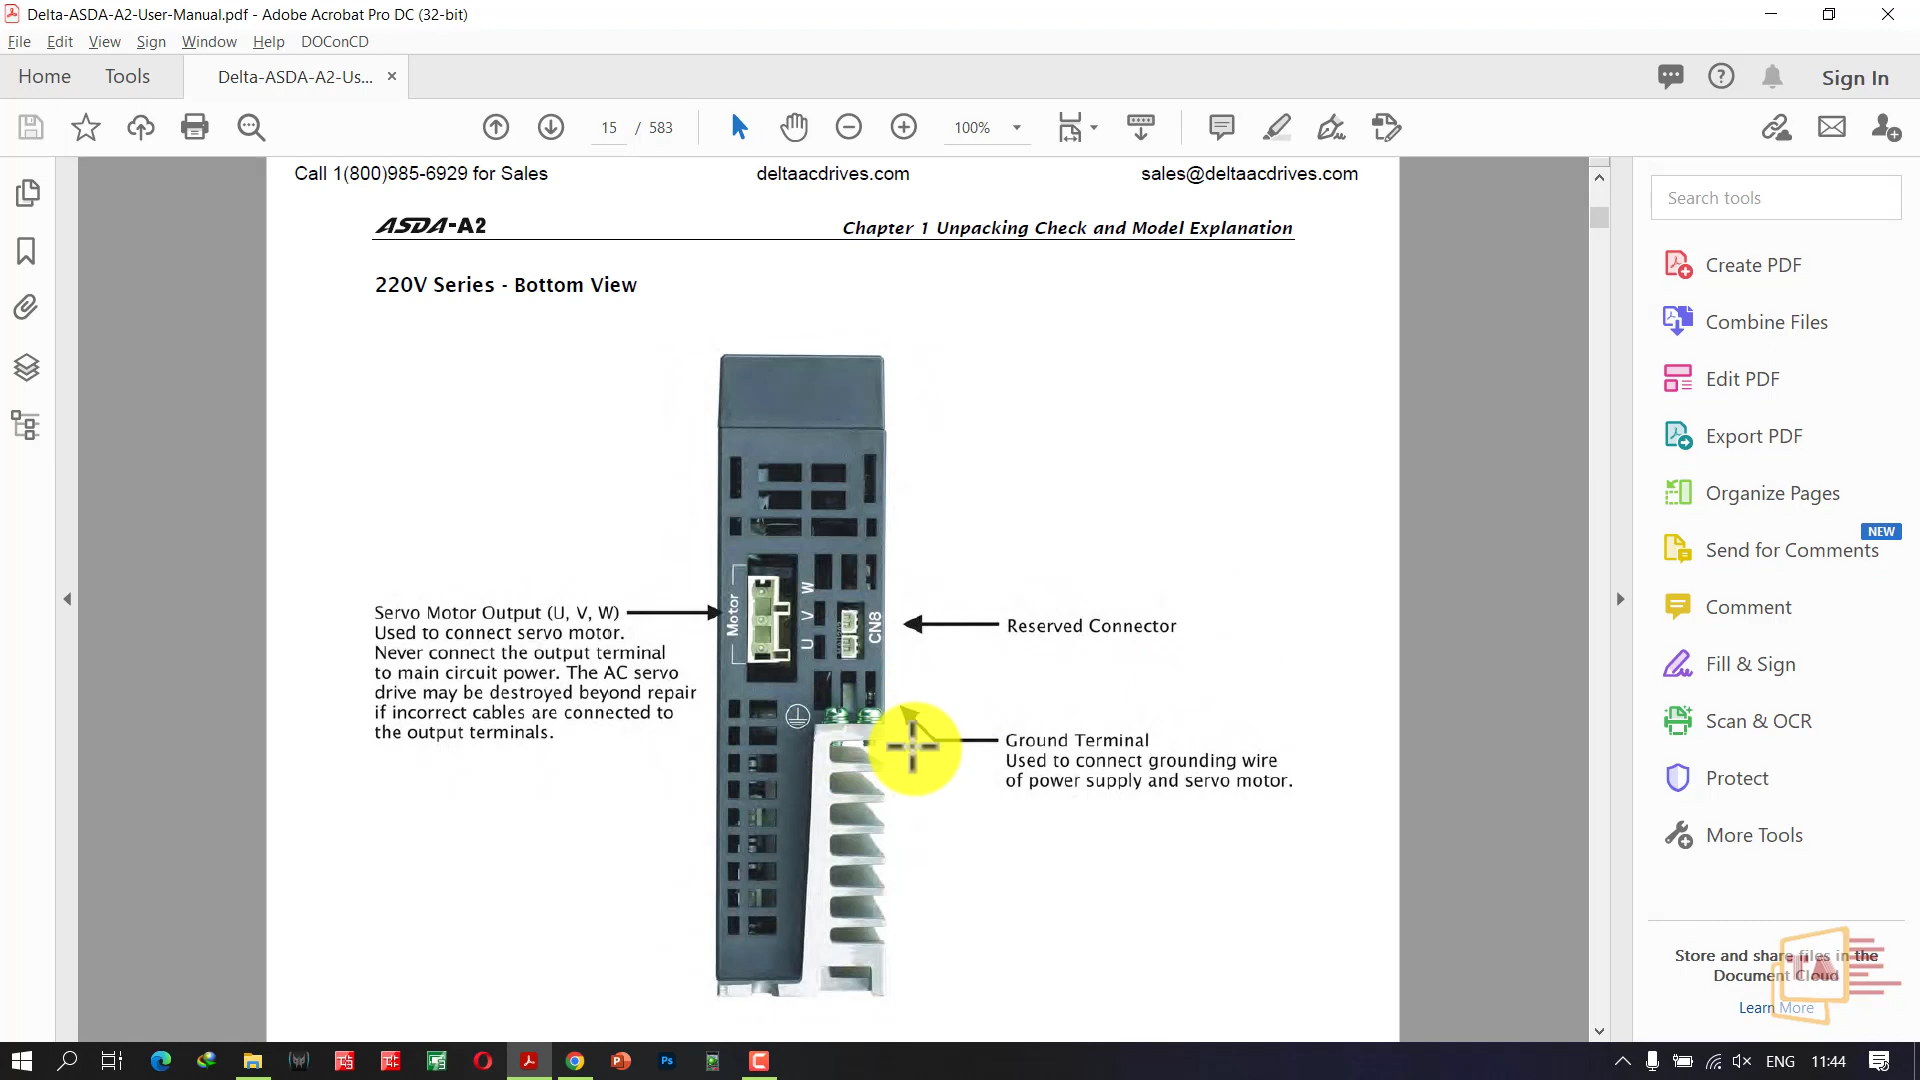 Delta-ASDA-A2-User-Manual.pdf - Adobe Acrobat Pro DC (32-bit)
File Edit View Sign Window Help DOConCD
Home Tools Delta-ASDA-A2-Us... Sign In
15 / 583 100%
Call 1(800)985-6929 for Sales deltaacdrives.com sales@deltaacdrives.com
ASDA-A2 Chapter 1 Unpacking Check and Model Explanation
220V Series - Bottom View
Servo Motor Output (U, V, W)
Used to connect servo motor.
Never connect the output terminal
to main circuit power. The AC servo
drive may be destroyed beyond repair
if incorrect cables are connected to
the output terminals.
Motor
U V W
CN8
Reserved Connector
Ground Terminal
Used to connect grounding wire
of power supply and servo motor.
Search tools
Create PDF
Combine Files
Edit PDF
Export PDF
Organize Pages
NEW
Send for Comments
Comment
Fill & Sign
Scan & OCR
Protect
More Tools
Store and share files in the
Document Cloud
Learn More
TA
ENG 11:44